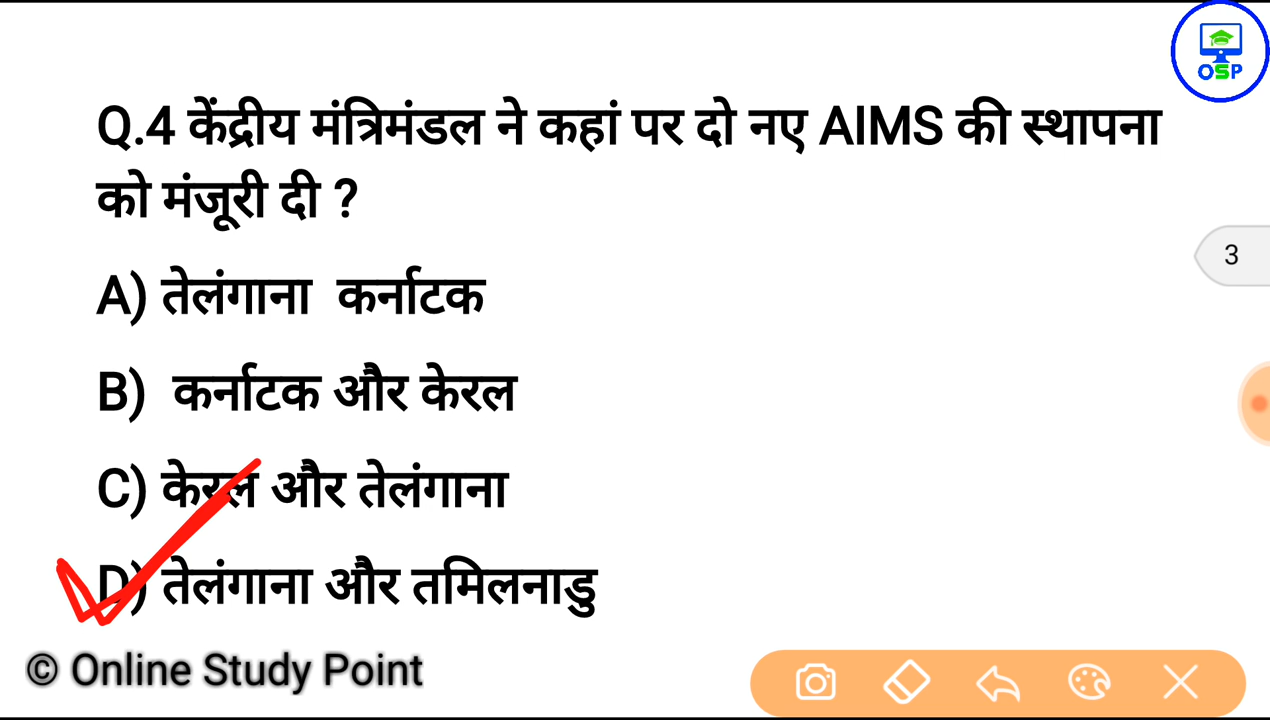 OSP
Q.4 केंद्रीय मंत्रिमंडल ने कहां पर दो नए AIMS की स्थापना
को मंजूरी दी ?
3
A) तेलंगाना कर्नाटक
B) कर्नाटक और केरल
C) केरल और तेलंगाना
D) तेलंगाना और तमिलनाडु
© Online Study Point